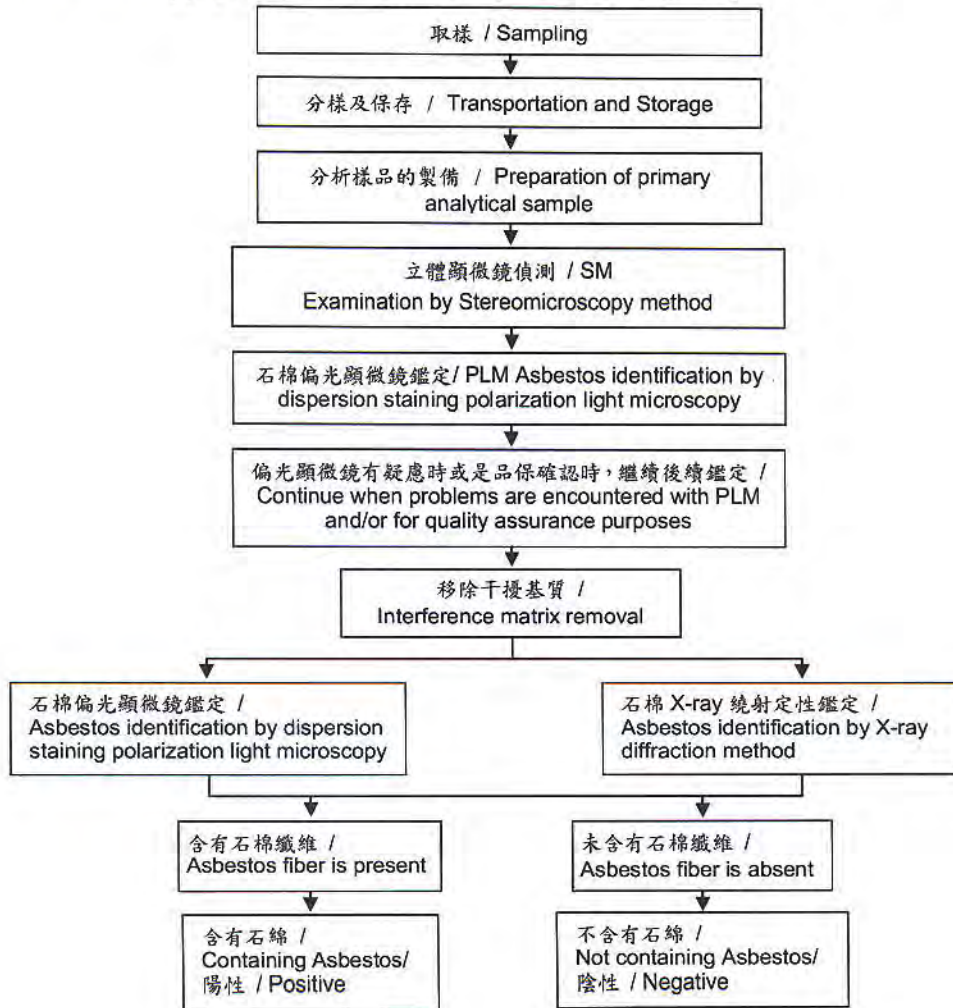 取樣 / Sampling
分樣及保存 / Transportation and Storage
分析樣品的製備 / Preparation of primary
analytical sample
立體顯微鏡偵測 / SM
Examination by Stereomicroscopy method
石棉偏光顯微鏡鑑定/ PLM Asbestos identification by
dispersion staining polarization light microscopy
偏光顯微鏡有疑慮時或是品保確認時，繼續後續鑑定 /
Continue when problems are encountered with PLM
and/or for quality assurance purposes
移除干擾基質 /
Interference matrix removal
石棉偏光顯微鏡鑑定 /
Asbestos identification by dispersion
staining polarization light microscopy
石棉 X-ray 繞射定性鑑定 /
Asbestos identification by X-ray
diffraction method
含有石棉纖維 /
Asbestos fiber is present
未含有石棉纖維 /
Asbestos fiber is absent
含有石綿 /
Containing Asbestos/
陽性 / Positive
不含有石綿 /
Not containing Asbestos/
陰性 / Negative